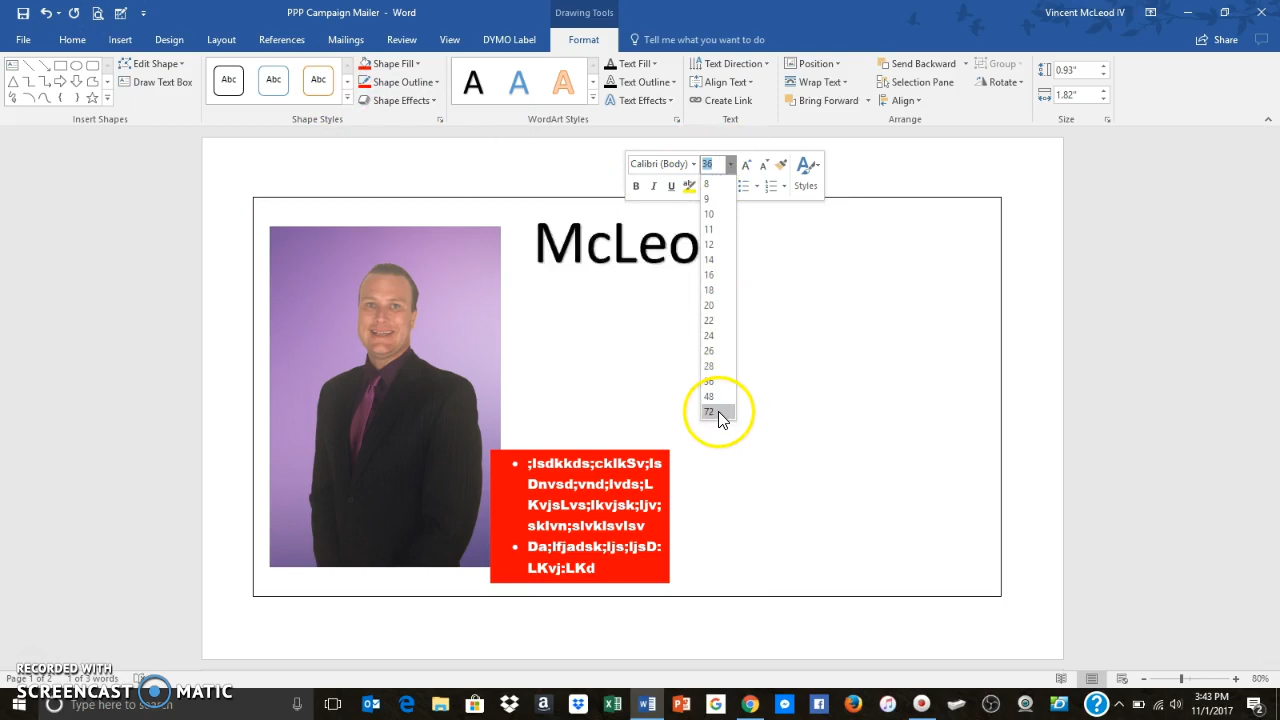 PPP Campaign Mailer - Word
Drawing Tools
Vincent McLeod IV
File
Home
Insert
Design
Layout
References
Mailings
Review
View
DYMO Label
Format
Tell me what you want to do
Share
Edit Shape
Draw Text Box
Insert Shapes
Abc
Abc
Abc
Shape Fill
Shape Outline
Shape Effects
Shape Styles
A
A
A
Text Fill
Text Outline
Text Effects
WordArt Styles
Text Direction
Align Text
Create Link
Text
Position
Wrap Text
Bring Forward
Send Backward
Selection Pane
Align
Group
Rotate
Arrange
0.93"
1.82"
Size
Calibri (Body)
36
Styles
B I U
8
9
10
11
12
14
16
18
20
22
24
26
28
36
48
72
McLeo
;lsdkkds;cklkSv;ls
Dnvsd;vnd;lvds;L
KvjsLvs;lkvjsk;ljv;
sklvn;slvklsvlsv
Da;lfjadsk;ljs;ljsD:
LKvj:LKd
RECORDED WITH
SCREENCAST MATIC
Page 1 of 2
1 of 3 words
80%
3:43 PM
11/1/2017